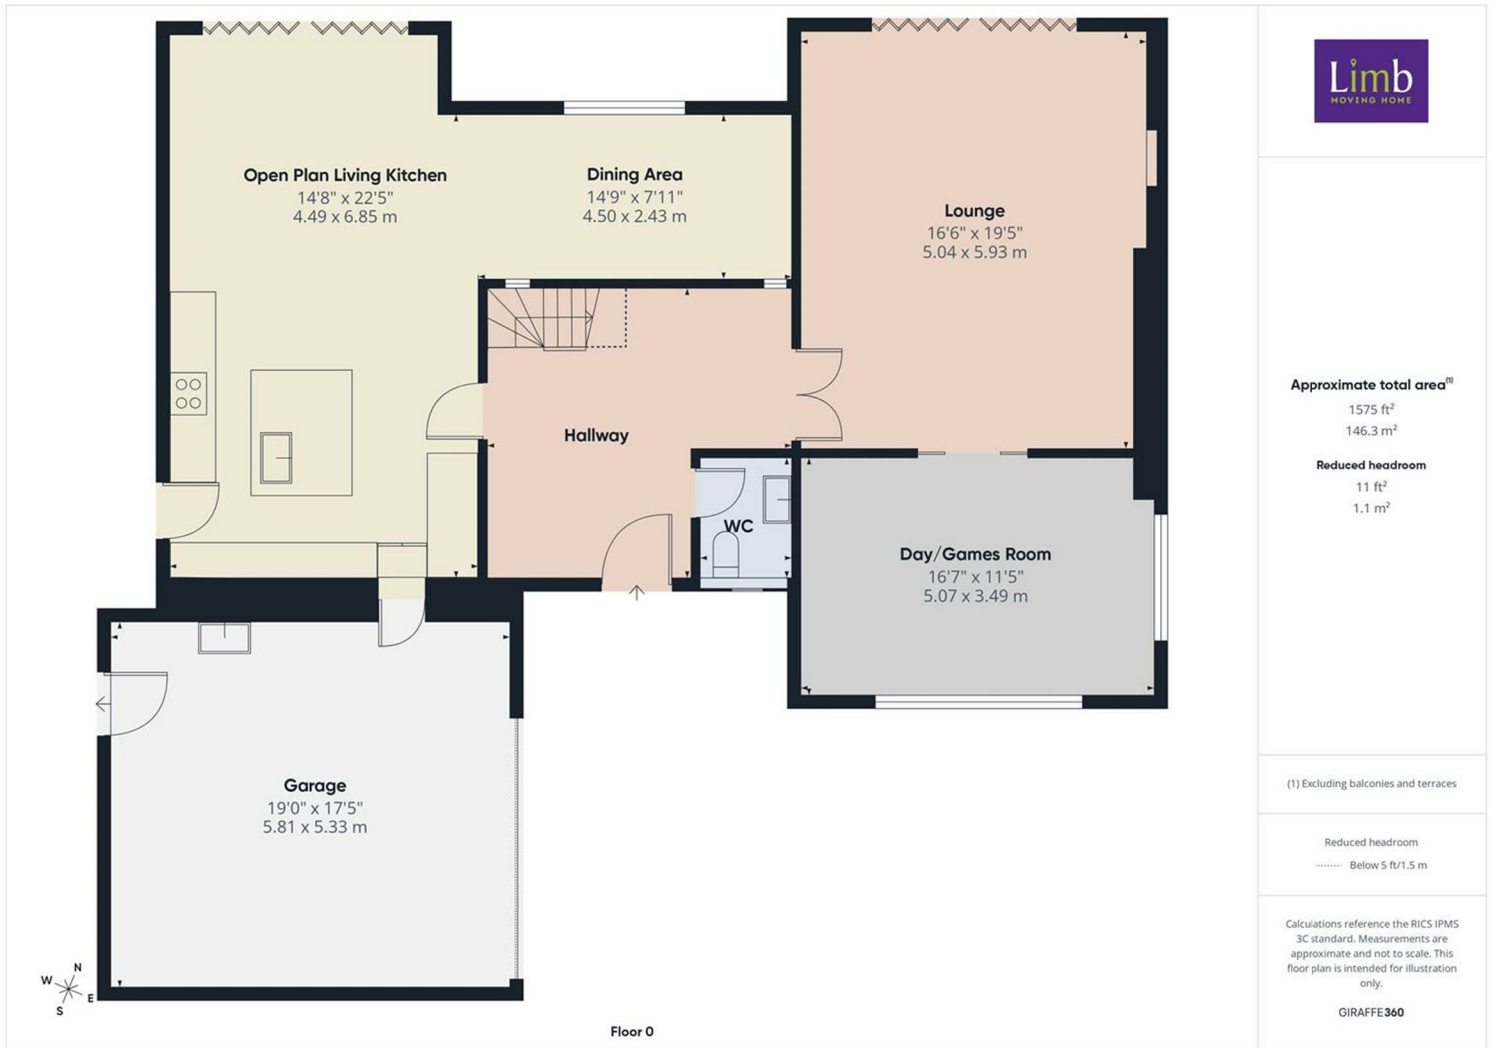 Open Plan Living Kitchen
14'8" x 22'5"
4.49 x 6.85 m
Dining Area
14'9" x 7'11"
4.50 x 2.43 m
Lounge
16'6" x 19'5"
5.04 x 5.93 m
Hallway
WC
Day/Games Room
16'7" x 11'5"
5.07 x 3.49 m
Garage
19'0" x 17'5"
5.81 x 5.33 m
N
W
E
S
Floor 0
Limb
MOVING HOME
Approximate total area(1)
1575 ft²
146.3 m²
Reduced headroom
11 ft²
1.1 m²
(1) Excluding balconies and terraces
Reduced headroom
Below 5 ft/1.5 m
Calculations reference the RICS IPMS
3C standard. Measurements are
approximate and not to scale. This
floor plan is intended for illustration
only.
GIRAFFE360